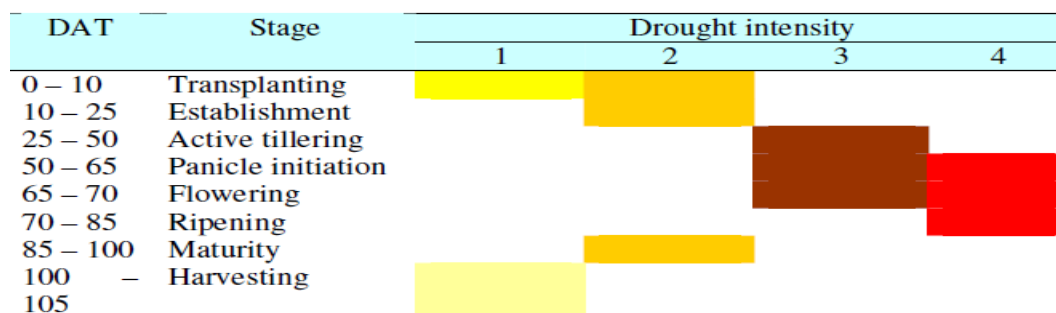 DAT Stage Drought intensity
1 2 3 4
0 – 10 Transplanting
10 – 25 Establishment
25 – 50 Active tillering
50 – 65 Panicle initiation
65 – 70 Flowering
70 – 85 Ripening
85 – 100 Maturity
100 – Harvesting
105